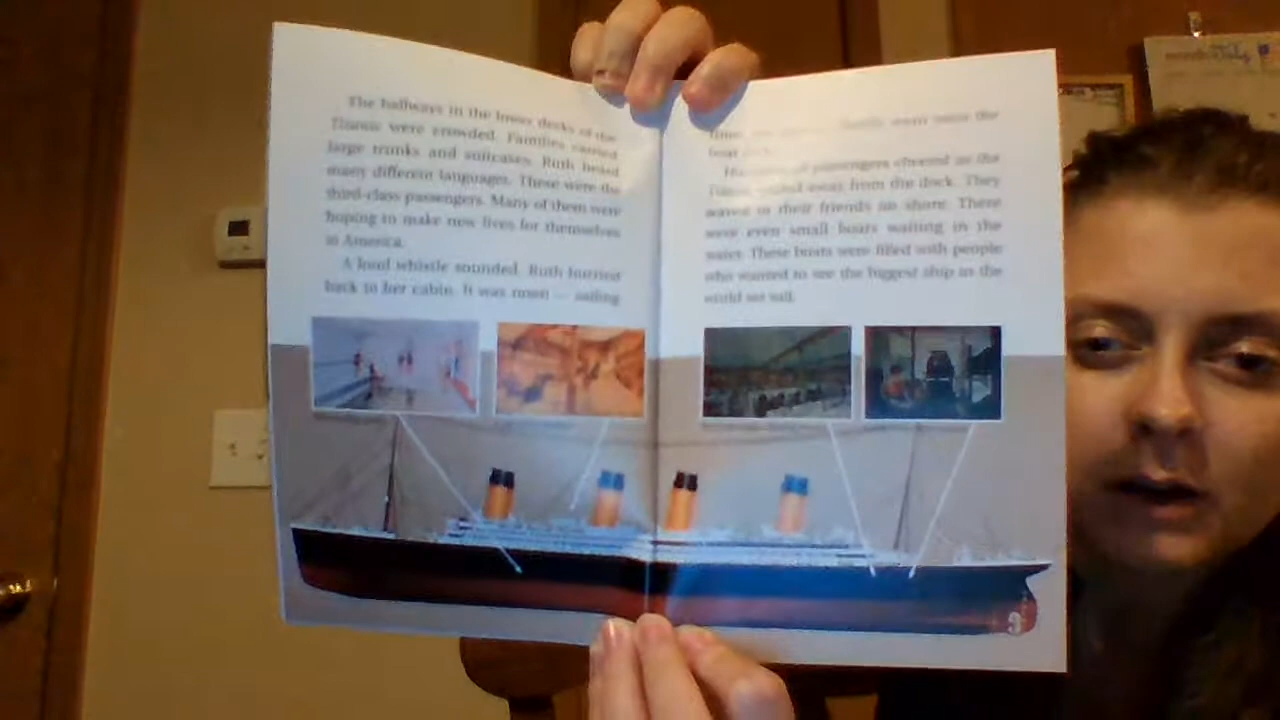 The hallways in the lower decks of the
Titanic were crowded. Families carried
large trunks and suitcases. Ruth heard
many different languages. These were the
third-class passengers. Many of them were
hoping to make new lives for themselves
in America.
A loud whistle sounded. Ruth hurried
back to her cabin. It was noon — sailing
were the
boat
passengers cheered as the
Titanic away from the dock. They
waved to their friends on shore. There
were even small boats waiting in the
water. These boats were filled with people
who wanted to see the biggest ship in the
world set sail.